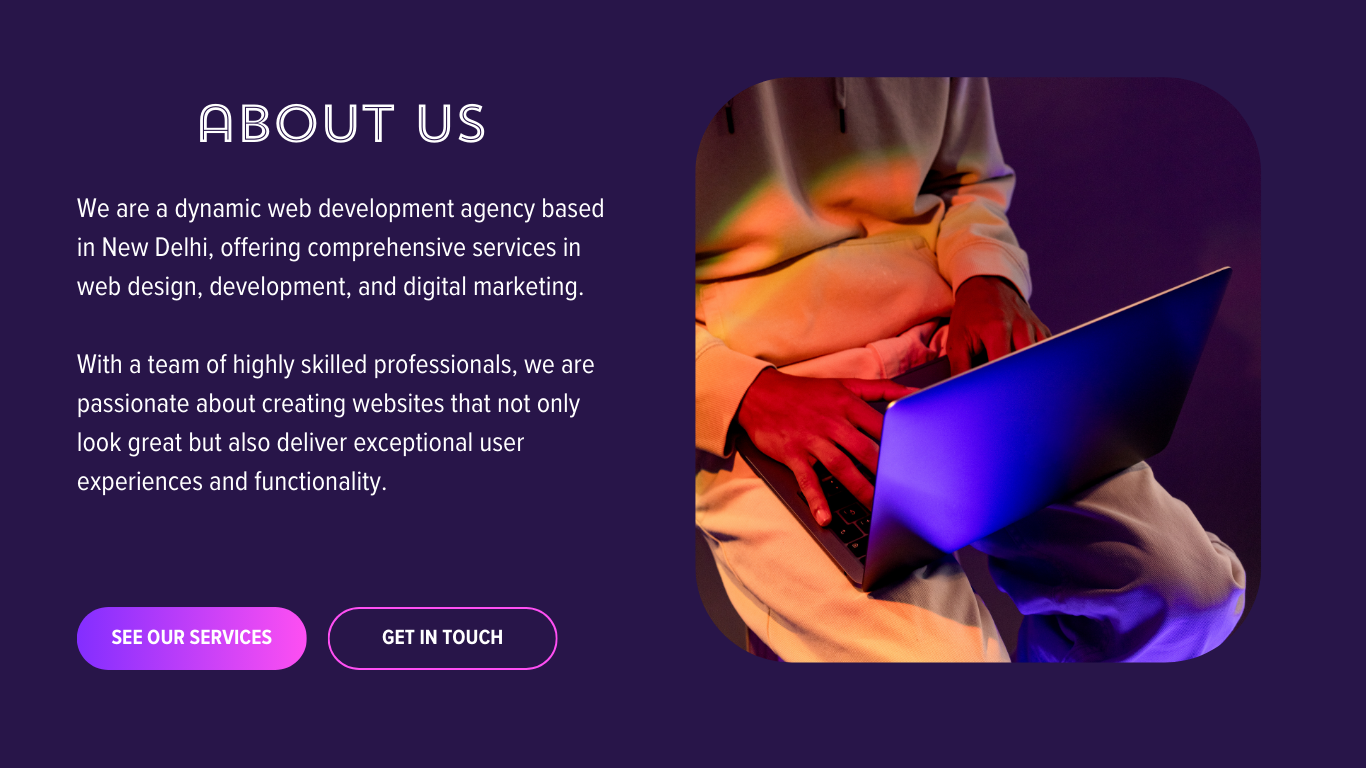 ABOUT US
We are a dynamic web development agency based
in New Delhi, offering comprehensive services in
web design, development, and digital marketing.
With a team of highly skilled professionals, we are
passionate about creating websites that not only
look great but also deliver exceptional user
experiences and functionality.
SEE OUR SERVICES
GET IN TOUCH